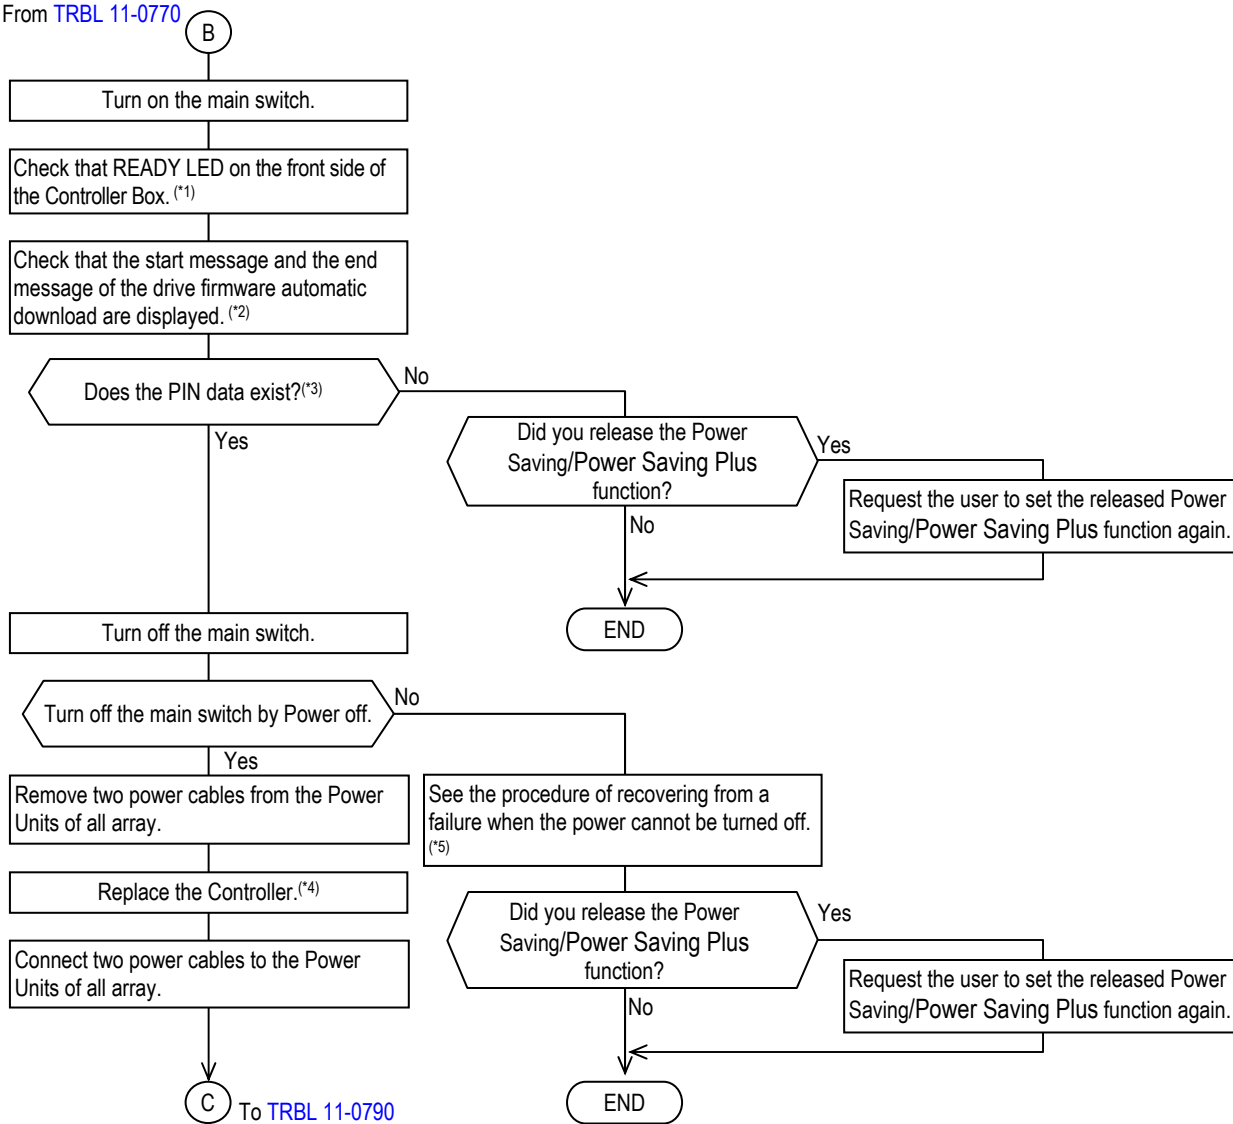 From TRBL 11-0770
B
Turn on the main switch.
Check that READY LED on the front side of
the Controller Box. (*1)
Check that the start message and the end
message of the drive firmware automatic
download are displayed. (*2)
Does the PIN data exist?(*3)
No
Yes
Did you release the Power
Saving/Power Saving Plus
function?
Yes
No
Request the user to set the released Power
Saving/Power Saving Plus function again.
END
Turn off the main switch.
Turn off the main switch by Power off.
No
Yes
Remove two power cables from the Power
Units of all array.
See the procedure of recovering from a
failure when the power cannot be turned off.
(*5)
Replace the Controller.(*4)
Did you release the Power
Saving/Power Saving Plus
function?
Yes
No
Connect two power cables to the Power
Units of all array.
Request the user to set the released Power
Saving/Power Saving Plus function again.
C
To TRBL 11-0790
END